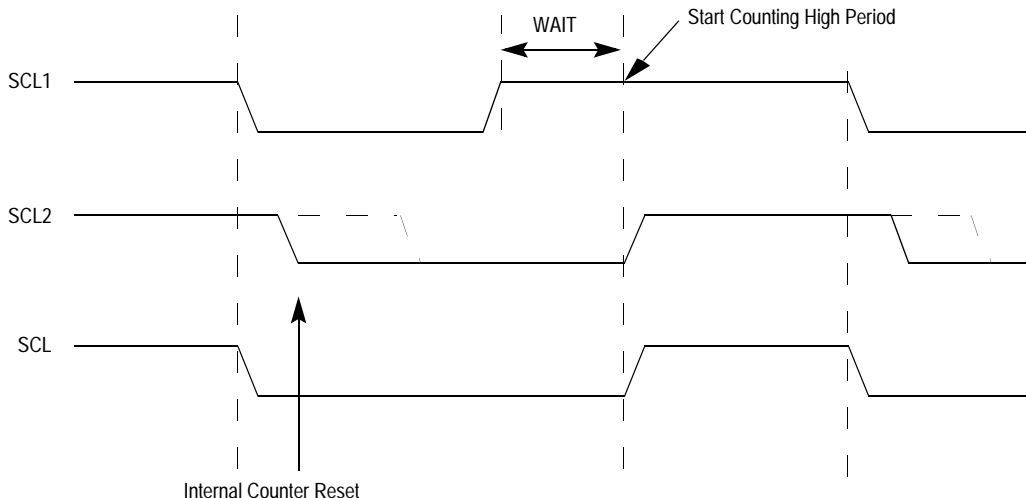 Start Counting High Period
WAIT
SCL1
SCL2
SCL
Internal Counter Reset